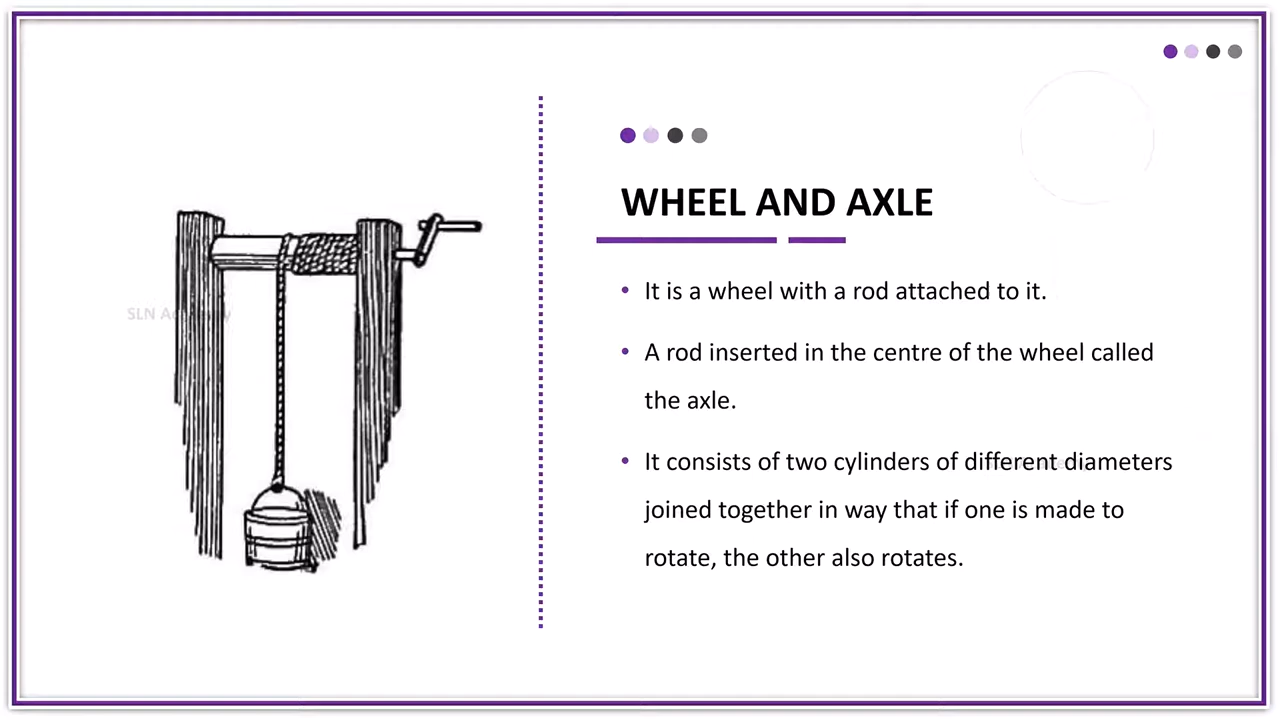 WHEEL AND AXLE
• It is a wheel with a rod attached to it.
• A rod inserted in the centre of the wheel called
the axle.
• It consists of two cylinders of different diameters
joined together in way that if one is made to
rotate, the other also rotates.
SLN Academy